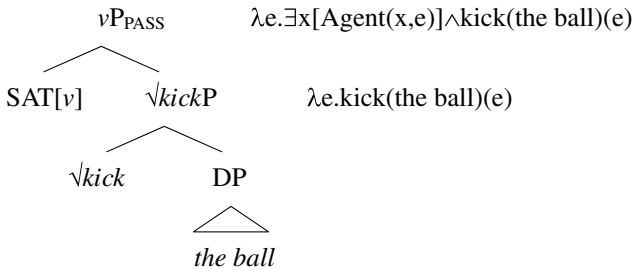 vP_PASS λe.∃x[Agent(x,e)]∧kick(the ball)(e)
SAT[v] √kickP λe.kick(the ball)(e)
√kick DP
the ball